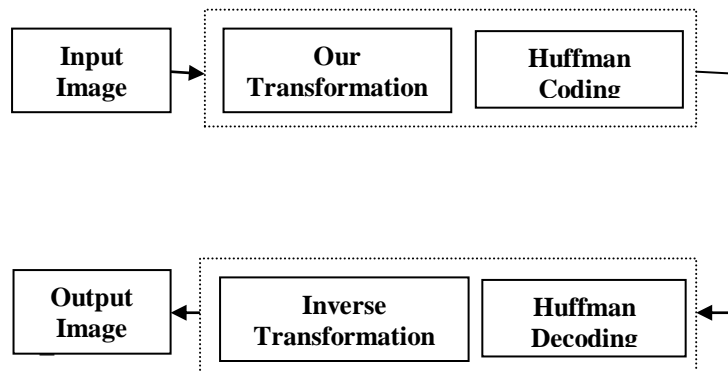 Input
Image
Our
Transformation
Huffman
Coding
Output
Image
Inverse
Transformation
Huffman
Decoding